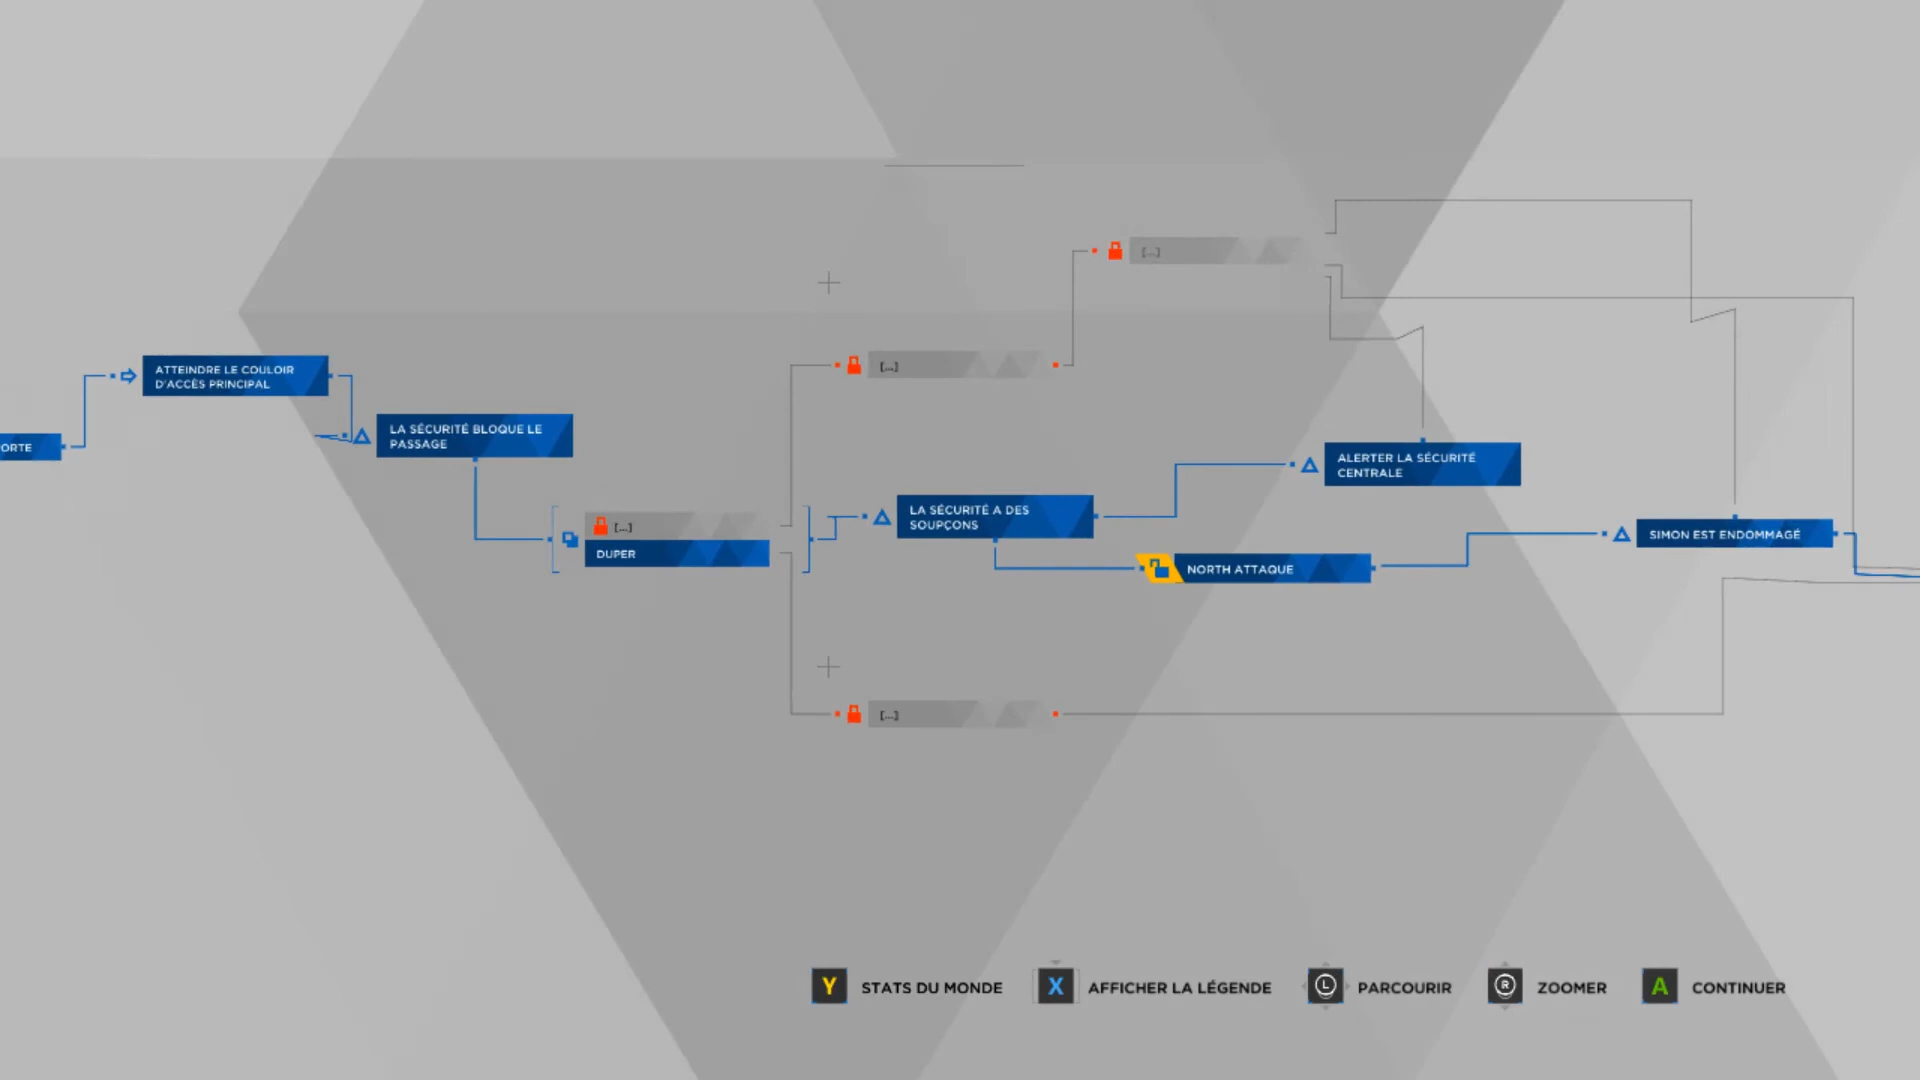 [...]
[...]
ATTEINDRE LE COULOIR
D'ACCÈS PRINCIPAL
LA SÉCURITÉ BLOQUE LE
PASSAGE
ORTE
ALERTER LA SÉCURITÉ
CENTRALE
LA SÉCURITÉ A DES
SOUPÇONS
[...]
DUPER
SIMON EST ENDOMMAGÉ
NORTH ATTAQUE
[...]
Y STATS DU MONDE
X AFFICHER LA LÉGENDE
L PARCOURIR
R ZOOMER
A CONTINUER